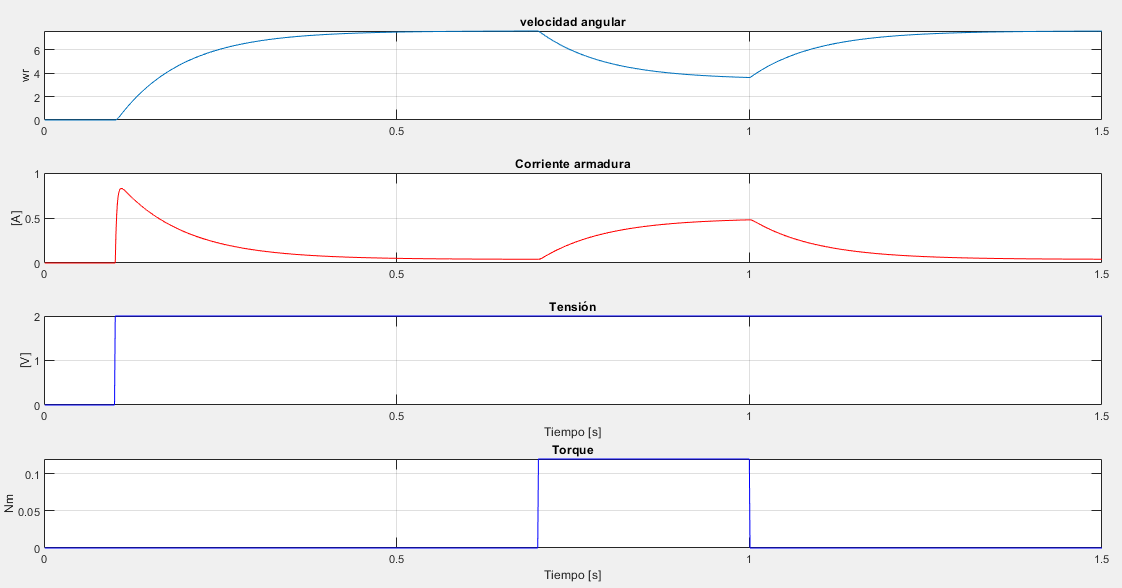 velocidad angular
wr
6
4
2
0
0 0.5 1 1.5
Corriente armadura
[A]
1
0.5
0
0 0.5 1 1.5
Tensión
[V]
2
1
0
0 0.5 1 1.5
Tiempo [s]
Torque
Nm
0.1
0.05
0
0 0.5 1 1.5
Tiempo [s]